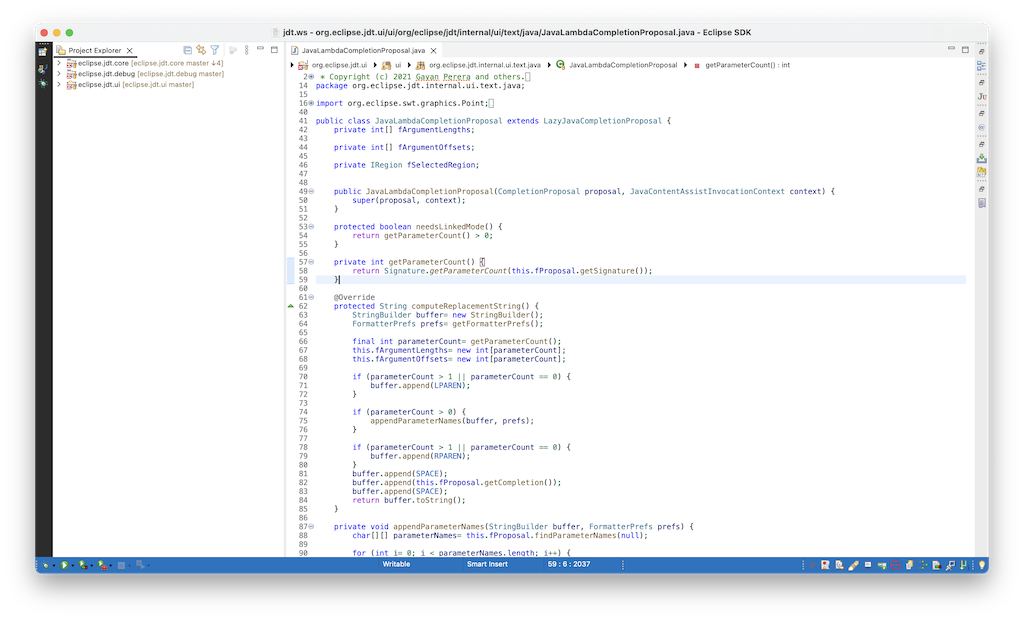 jdt.ws - org.eclipse.jdt.ui/ui/org/eclipse/jdt/internal/ui/text/java/JavaLambdaCompletionProposal.java - Eclipse SDK
Project Explorer
JavaLambdaCompletionProposal.java
eclipse.jdt.core [eclipse.jdt.core master ↓4]
eclipse.jdt.debug [eclipse.jdt.debug master]
eclipse.jdt.ui [eclipse.jdt.ui master]
org.eclipse.jdt.ui
ui
org.eclipse.jdt.internal.ui.text.java
JavaLambdaCompletionProposal
getParameterCount() : int
2 * Copyright (c) 2021 Gayan Perera and others.
14 package org.eclipse.jdt.internal.ui.text.java;
15
16 import org.eclipse.swt.graphics.Point;
40
41 public class JavaLambdaCompletionProposal extends LazyJavaCompletionProposal {
42 private int[] fArgumentLengths;
43
44 private int[] fArgumentOffsets;
45
46 private IRegion fSelectedRegion;
47
48
49 public JavaLambdaCompletionProposal(CompletionProposal proposal, JavaContentAssistInvocationContext context) {
50 super(proposal, context);
51 }
52
53 protected boolean needsLinkedMode() {
54 return getParameterCount() > 0;
55 }
56
57 private int getParameterCount() {
58 return Signature.getParameterCount(this.fProposal.getSignature());
59 }
60
61 @Override
62 protected String computeReplacementString() {
63 StringBuilder buffer= new StringBuilder();
64 FormatterPrefs prefs= getFormatterPrefs();
65
66 final int parameterCount= getParameterCount();
67 this.fArgumentLengths= new int[parameterCount];
68 this.fArgumentOffsets= new int[parameterCount];
69
70 if (parameterCount > 1 || parameterCount == 0) {
71 buffer.append(LPAREN);
72 }
73
74 if (parameterCount > 0) {
75 appendParameterNames(buffer, prefs);
76 }
77
78 if (parameterCount > 1 || parameterCount == 0) {
79 buffer.append(RPAREN);
80 }
81 buffer.append(SPACE);
82 buffer.append(this.fProposal.getCompletion());
83 buffer.append(SPACE);
84 return buffer.toString();
85 }
86
87 private void appendParameterNames(StringBuilder buffer, FormatterPrefs prefs) {
88 char[][] parameterNames= this.fProposal.findParameterNames(null);
89
90 for (int i= 0; i < parameterNames.length; i++) {
Writable
Smart Insert
59 : 6 : 2037